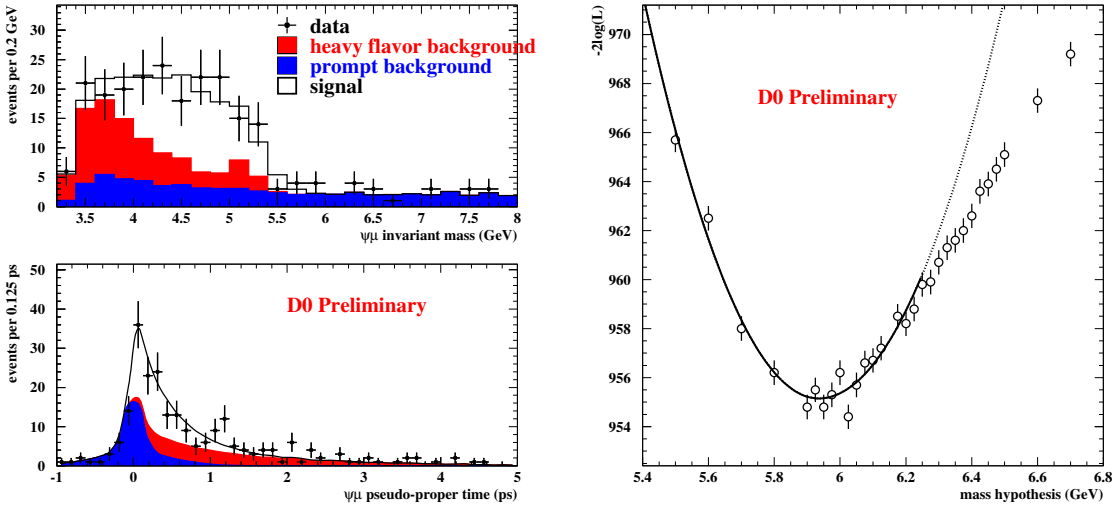 events per 0.2 GeV
30
25
20
15
10
5
0
data
heavy flavor background
prompt background
signal
3.5 4 4.5 5 5.5 6 6.5 7 7.5 8
ψμ invariant mass (GeV)
events per 0.125 ps
50
40
30
20
10
0
D0 Preliminary
-1 0 1 2 3 4 5
ψμ pseudo-proper time (ps)
-2log(L)
970
968
966
964
962
960
958
956
954
D0 Preliminary
5.4 5.6 5.8 6 6.2 6.4 6.6 6.8
mass hypothesis (GeV)